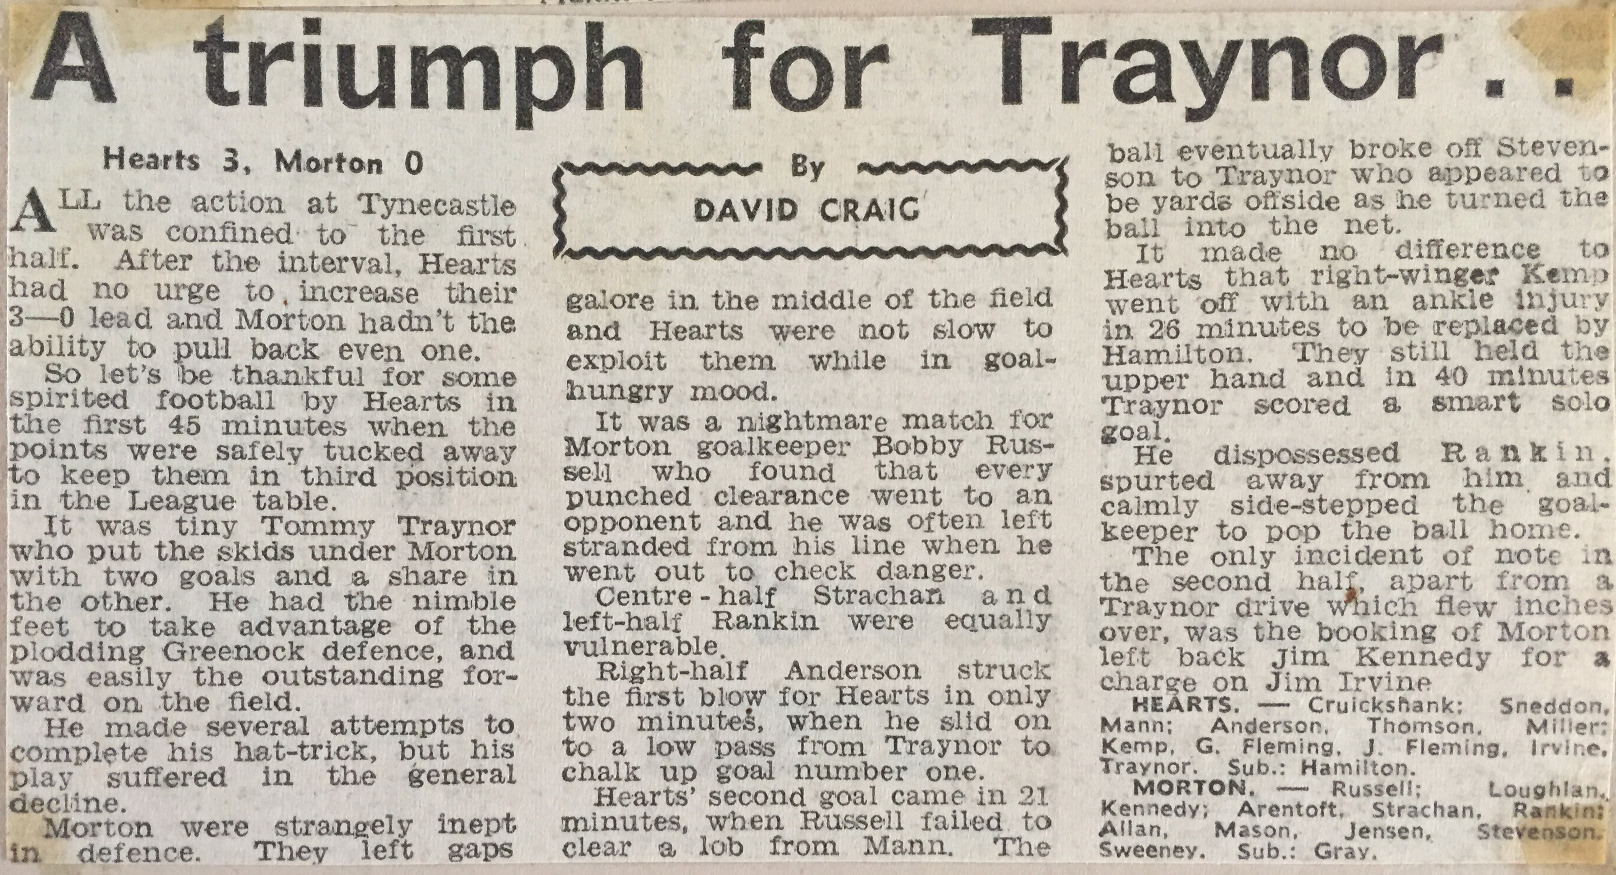 A triumph for Traynor . .
Hearts 3, Morton 0
ALL the action at Tynecastle
was confined to the first
half. After the interval, Hearts
had no urge to increase their
3—0 lead and Morton hadn't the
ability to pull back even one.
So let's be thankful for some
spirited football by Hearts in
the first 45 minutes when the
points were safely tucked away
to keep them in third position
in the League table.
It was tiny Tommy Traynor
who put the skids under Morton
with two goals and a share in
the other. He had the nimble
feet to take advantage of the
plodding Greenock defence, and
was easily the outstanding for-
ward on the field.
He made several attempts to
complete his hat-trick, but his
play suffered in the general
decline.
Morton were strangely inept
in defence. They left gaps
By
DAVID CRAIG
galore in the middle of the field
and Hearts were not slow to
exploit them while in goal-
hungry mood.
It was a nightmare match for
Morton goalkeeper Bobby Rus-
sell who found that every
punched clearance went to an
opponent and he was often left
stranded from his line when he
went out to check danger.
Centre-half Strachan and
left-half Rankin were equally
vulnerable.
Right-half Anderson struck
the first blow for Hearts in only
two minutes, when he slid on
to a low pass from Traynor to
chalk up goal number one.
Hearts' second goal came in 21
minutes, when Russell failed to
clear a lob from Mann. The
ball eventually broke off Steven-
son to Traynor who appeared to
be yards offside as he turned the
ball into the net.
It made no difference to
Hearts that right-winger Kemp
went off with an ankle injury
in 26 minutes to be replaced by
Hamilton. They still held the
upper hand and in 40 minutes
Traynor scored a smart solo
goal.
He dispossessed Rankin,
spurted away from him and
calmly side-stepped the goal-
keeper to pop the ball home.
The only incident of note in
the second half, apart from a
Traynor drive which flew inches
over, was the booking of Morton
left back Jim Kennedy for a
charge on Jim Irvine
HEARTS. — Cruickshank; Sneddon,
Mann; Anderson, Thomson, Miller;
Kemp, G. Fleming, J. Fleming, Irvine,
Traynor. Sub.: Hamilton.
MORTON. — Russell; Loughlan,
Kennedy; Arentoft, Strachan, Rankin;
Allan, Mason, Jensen, Stevenson,
Sweeney. Sub.: Gray.